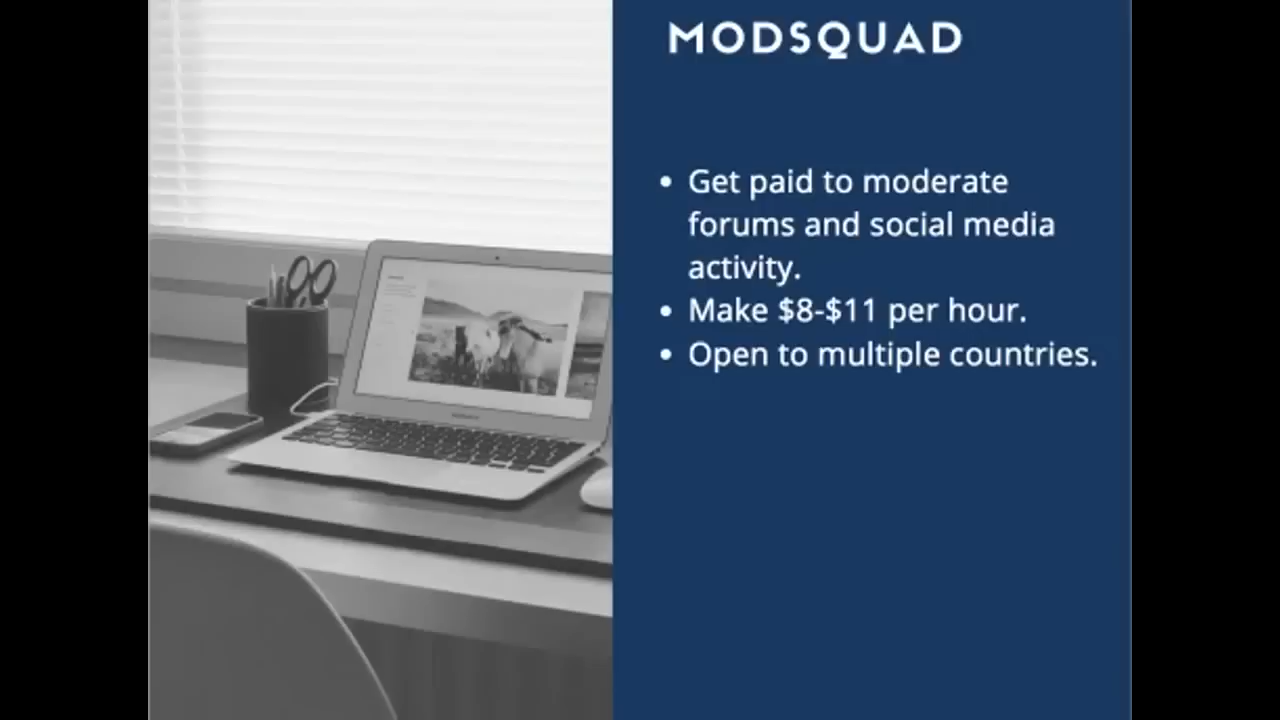 MODSQUAD
• Get paid to moderate
forums and social media
activity.
• Make $8-$11 per hour.
• Open to multiple countries.